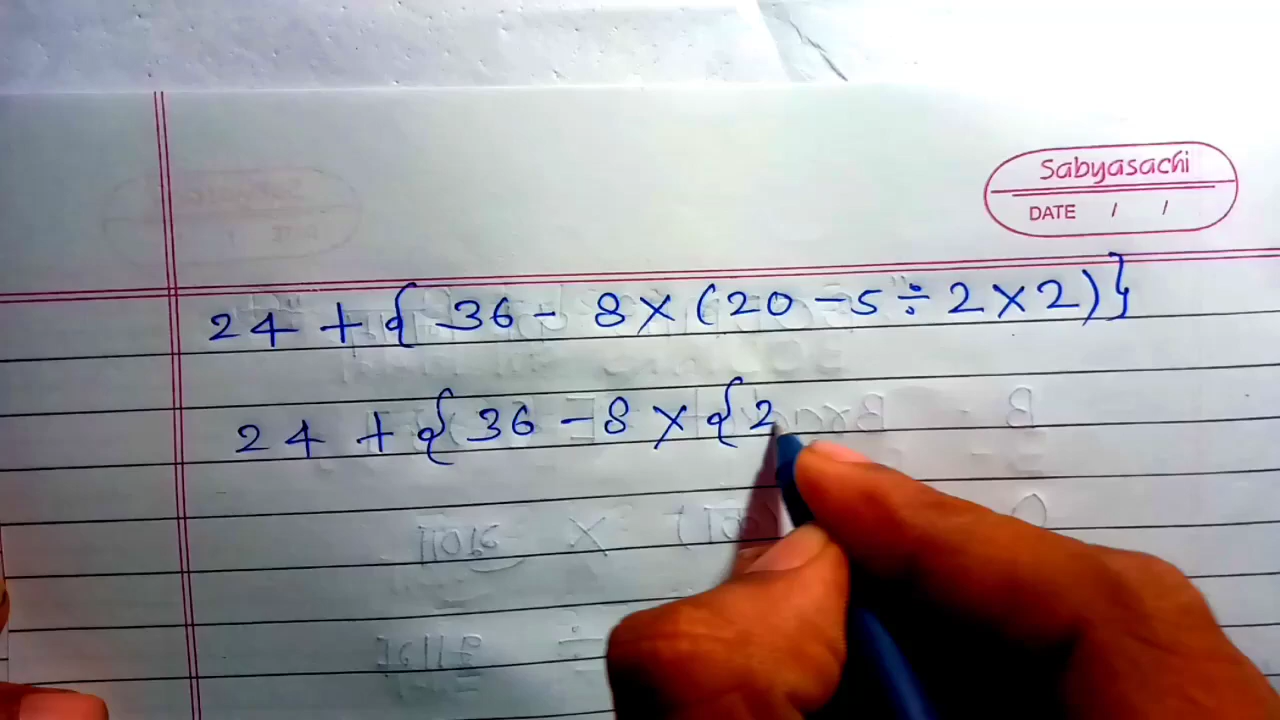 Sabyasachi
DATE / /
24 + { 36 - 8 × (20 - 5 ÷ 2 × 2)}
24 + { 36 - 8 × { 2